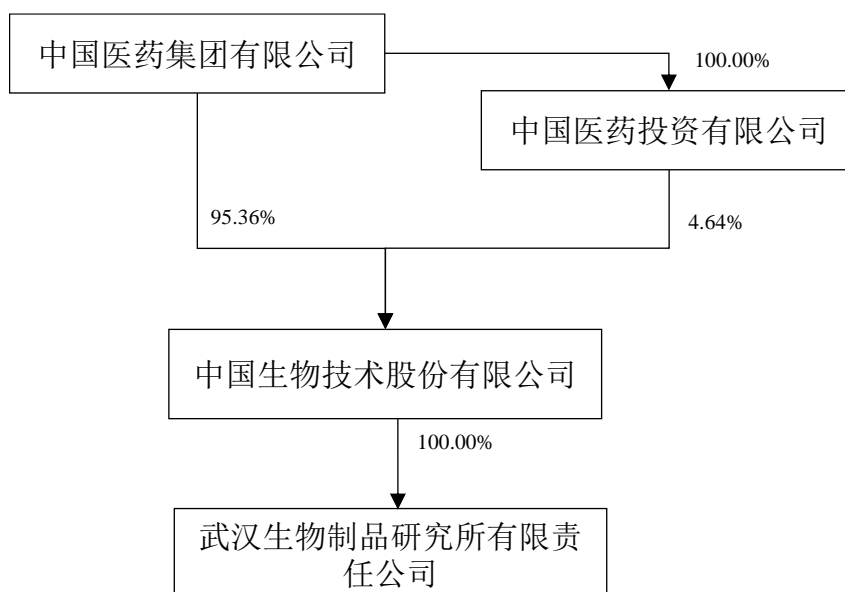 中国医药集团有限公司
100.00%
中国医药投资有限公司
95.36%
4.64%
中国生物技术股份有限公司
100.00%
武汉生物制品研究所有限责
任公司